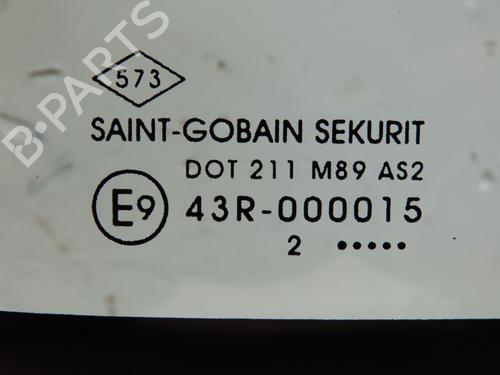 573
SAINT-GOBAIN SEKURIT
DOT 211 M89 AS2
E9 43R-000015
2 •••••
B-PARTS